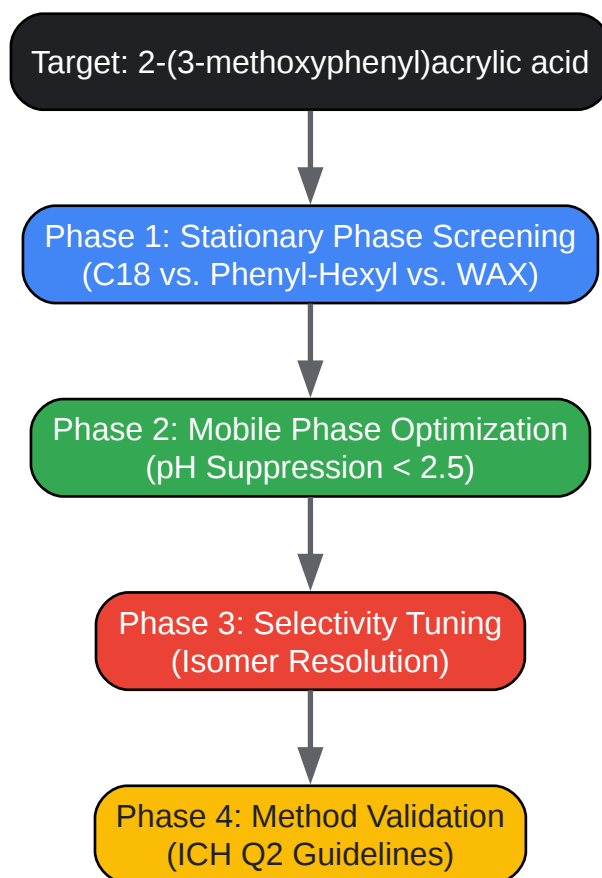 Target: 2-(3-methoxyphenyl)acrylic acid
Phase 1: Stationary Phase Screening
(C18 vs. Phenyl-Hexyl vs. WAX)
Phase 2: Mobile Phase Optimization
(pH Suppression < 2.5)
Phase 3: Selectivity Tuning
(Isomer Resolution)
Phase 4: Method Validation
(ICH Q2 Guidelines)